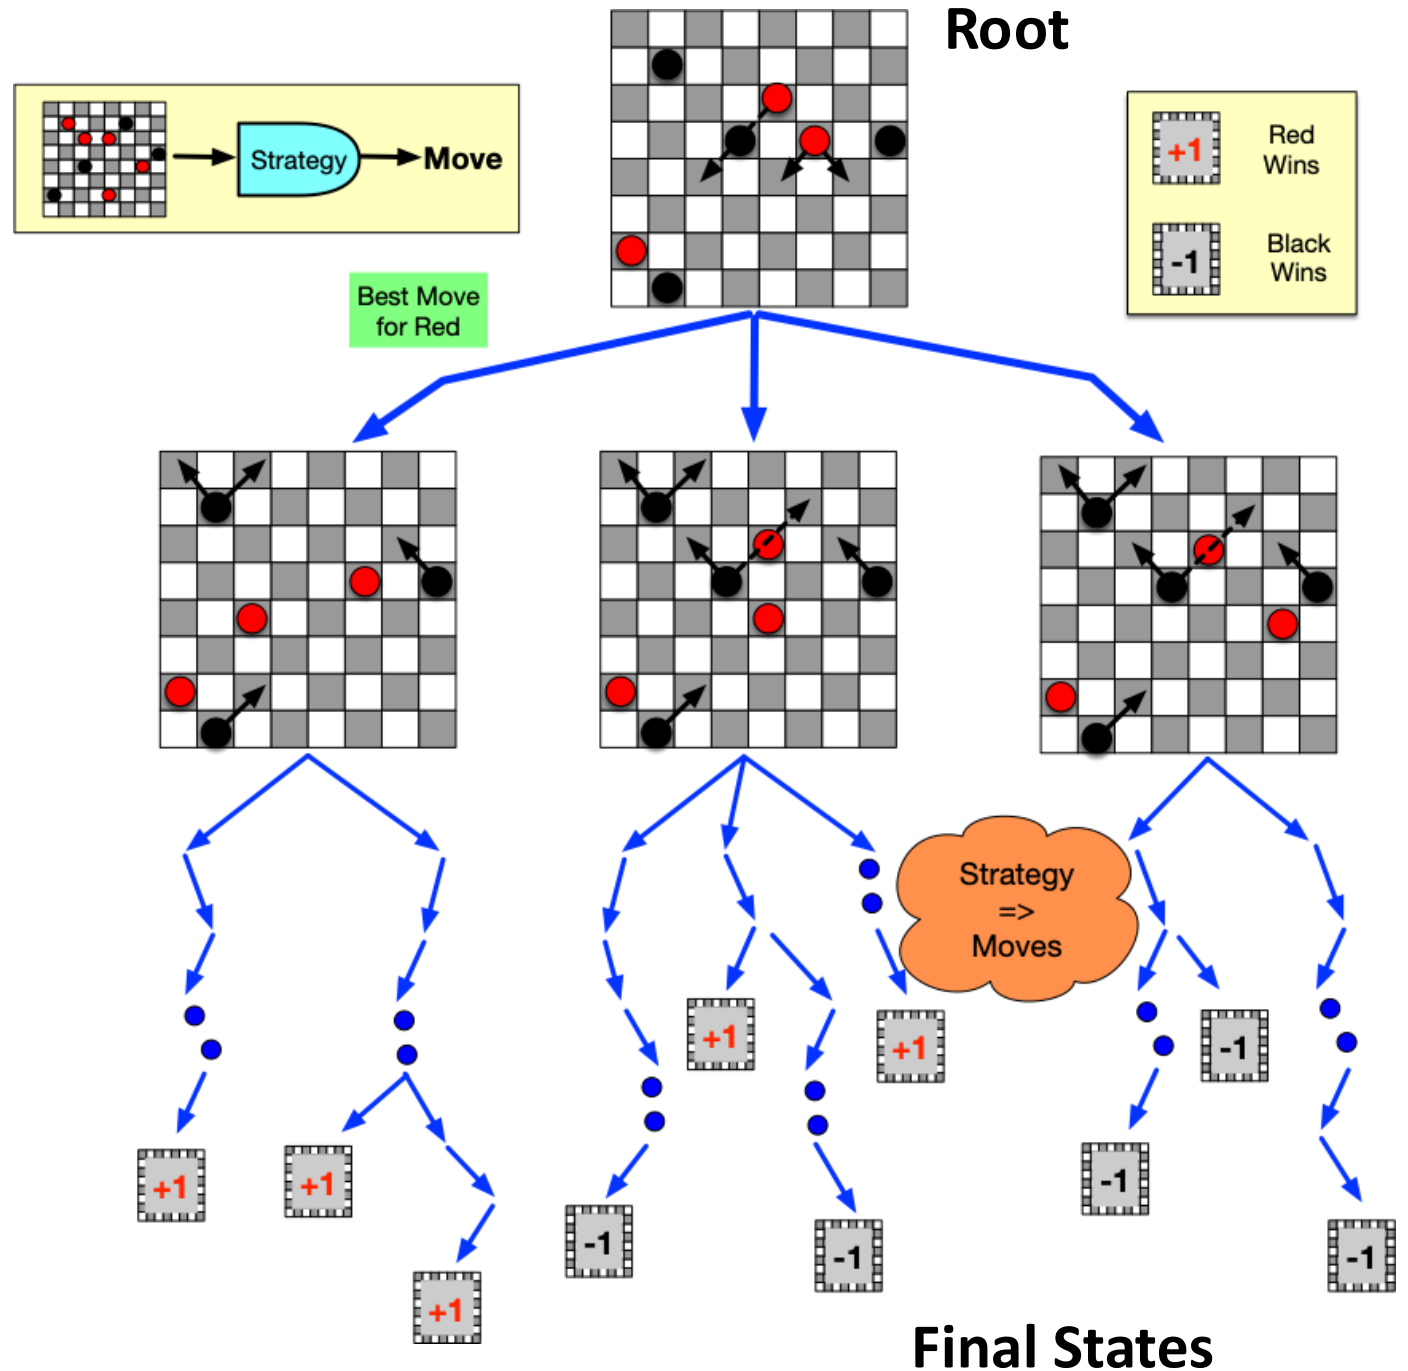 Root
Strategy
Move
+1
Red
Wins
-1
Black
Wins
Best Move
for Red
Strategy
=>
Moves
+1
+1
-1
+1
+1
-1
+1
-1
-1
-1
Final States